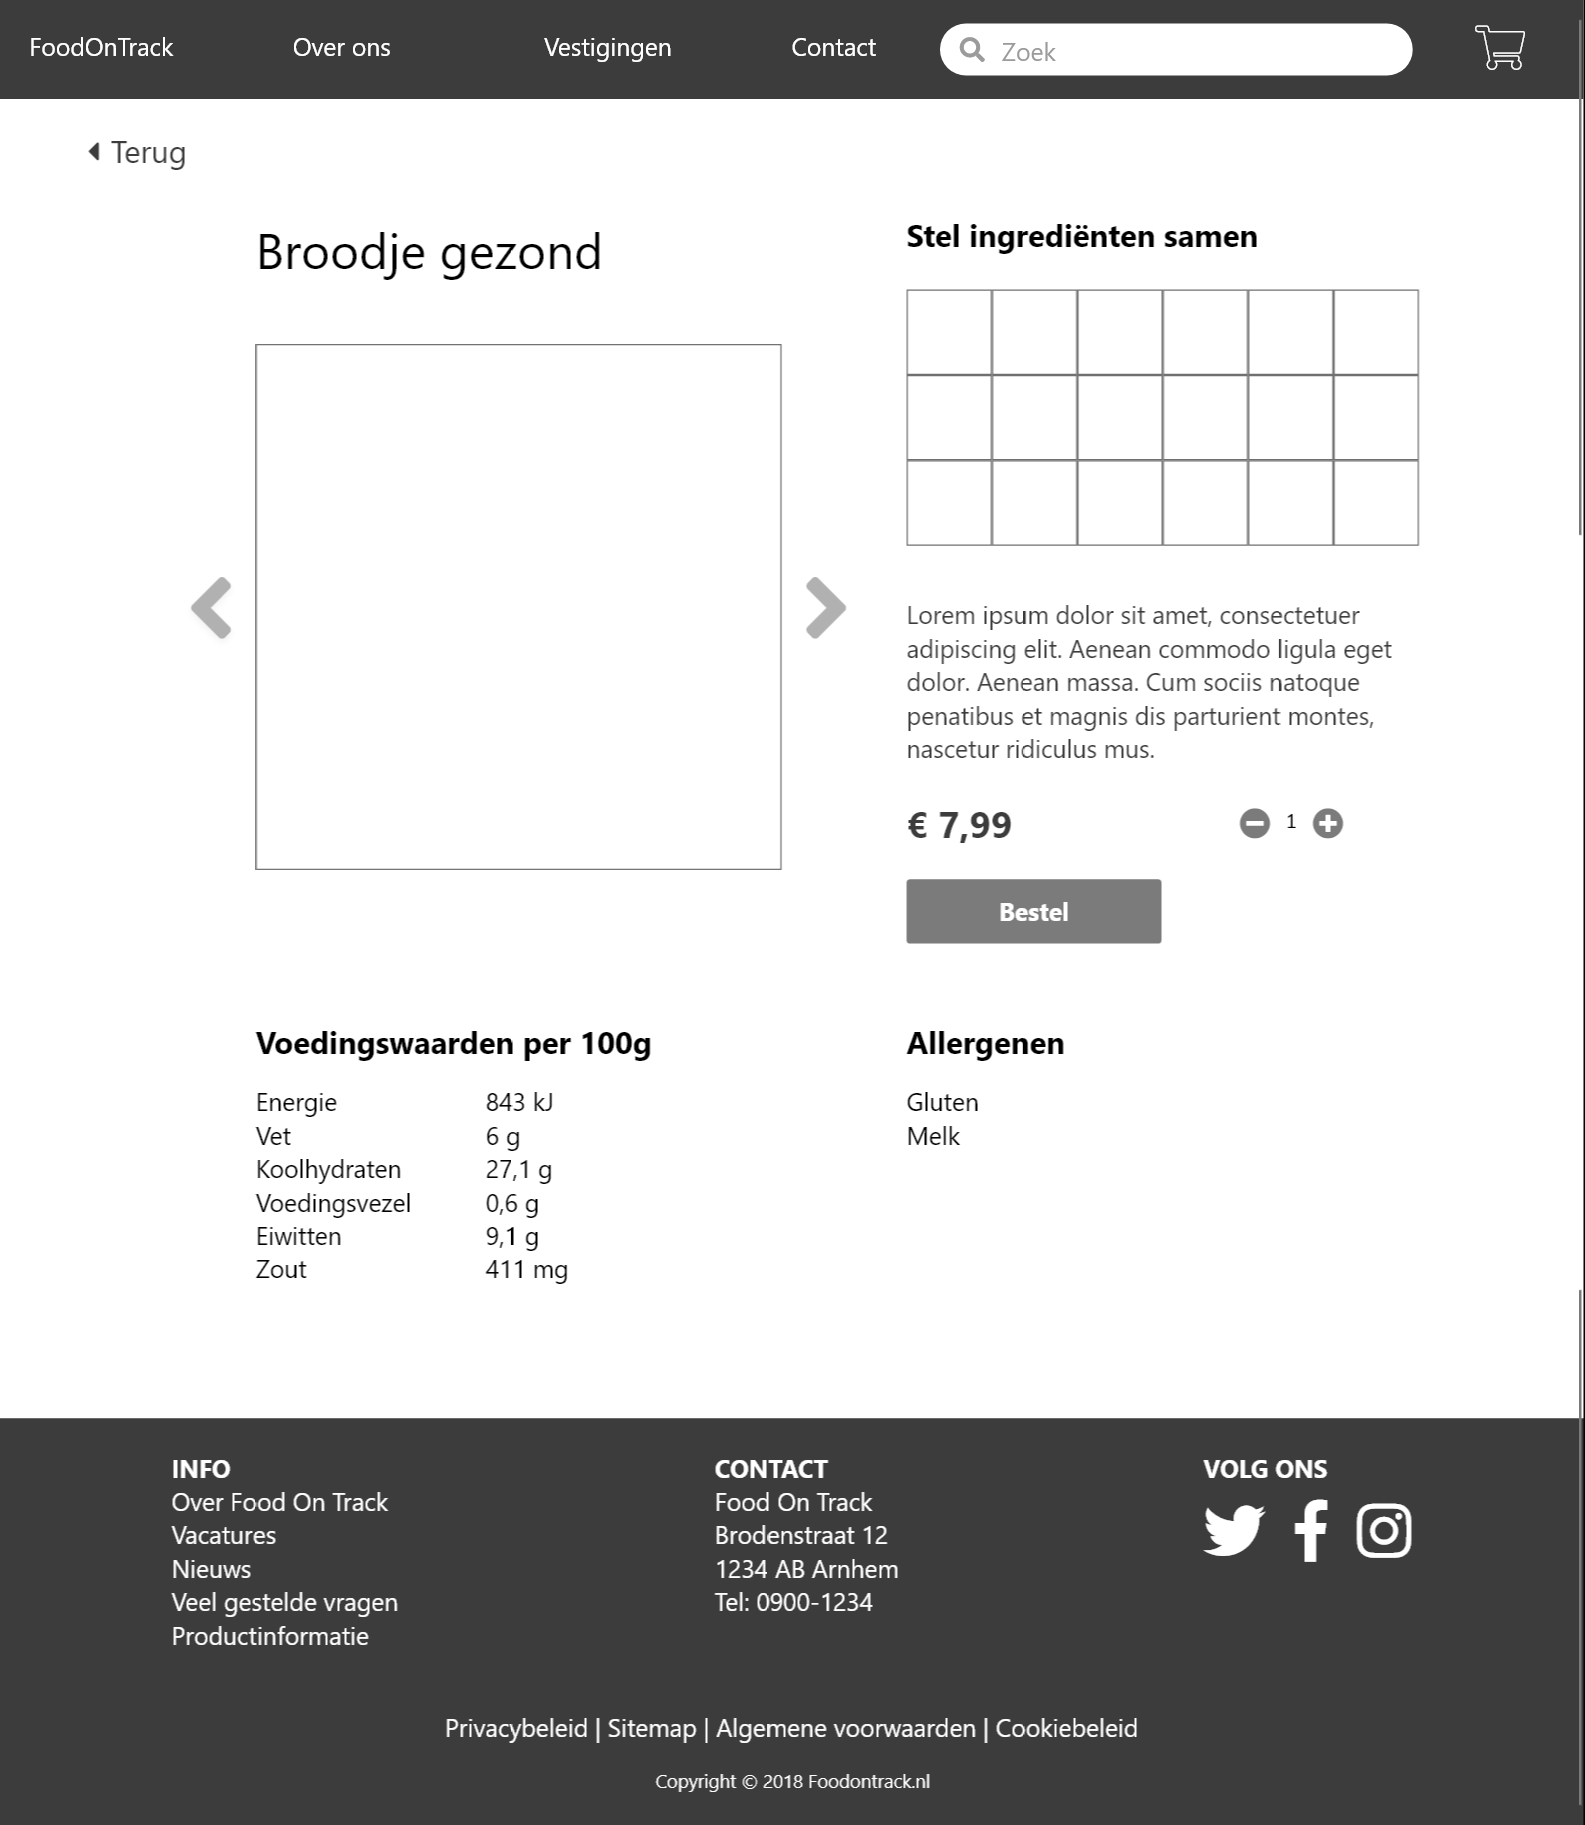 FoodOnTrack
Over ons
Vestigingen
Contact
Zoek
Terug
Broodje gezond
Stel ingrediënten samen
Lorem ipsum dolor sit amet, consectetuer
adipiscing elit. Aenean commodo ligula eget
dolor. Aenean massa. Cum sociis natoque
penatibus et magnis dis parturient montes,
nascetur ridiculus mus.
€ 7,99
1
Bestel
Voedingswaarden per 100g
Energie 843 kJ
Vet 6 g
Koolhydraten 27,1 g
Voedingsvezel 0,6 g
Eiwitten 9,1 g
Zout 411 mg
Allergenen
Gluten
Melk
INFO
Over Food On Track
Vacatures
Nieuws
Veel gestelde vragen
Productinformatie
CONTACT
Food On Track
Brodenstraat 12
1234 AB Arnhem
Tel: 0900-1234
VOLG ONS
Privacybeleid | Sitemap | Algemene voorwaarden | Cookiebeleid
Copyright © 2018 Foodontrack.nl